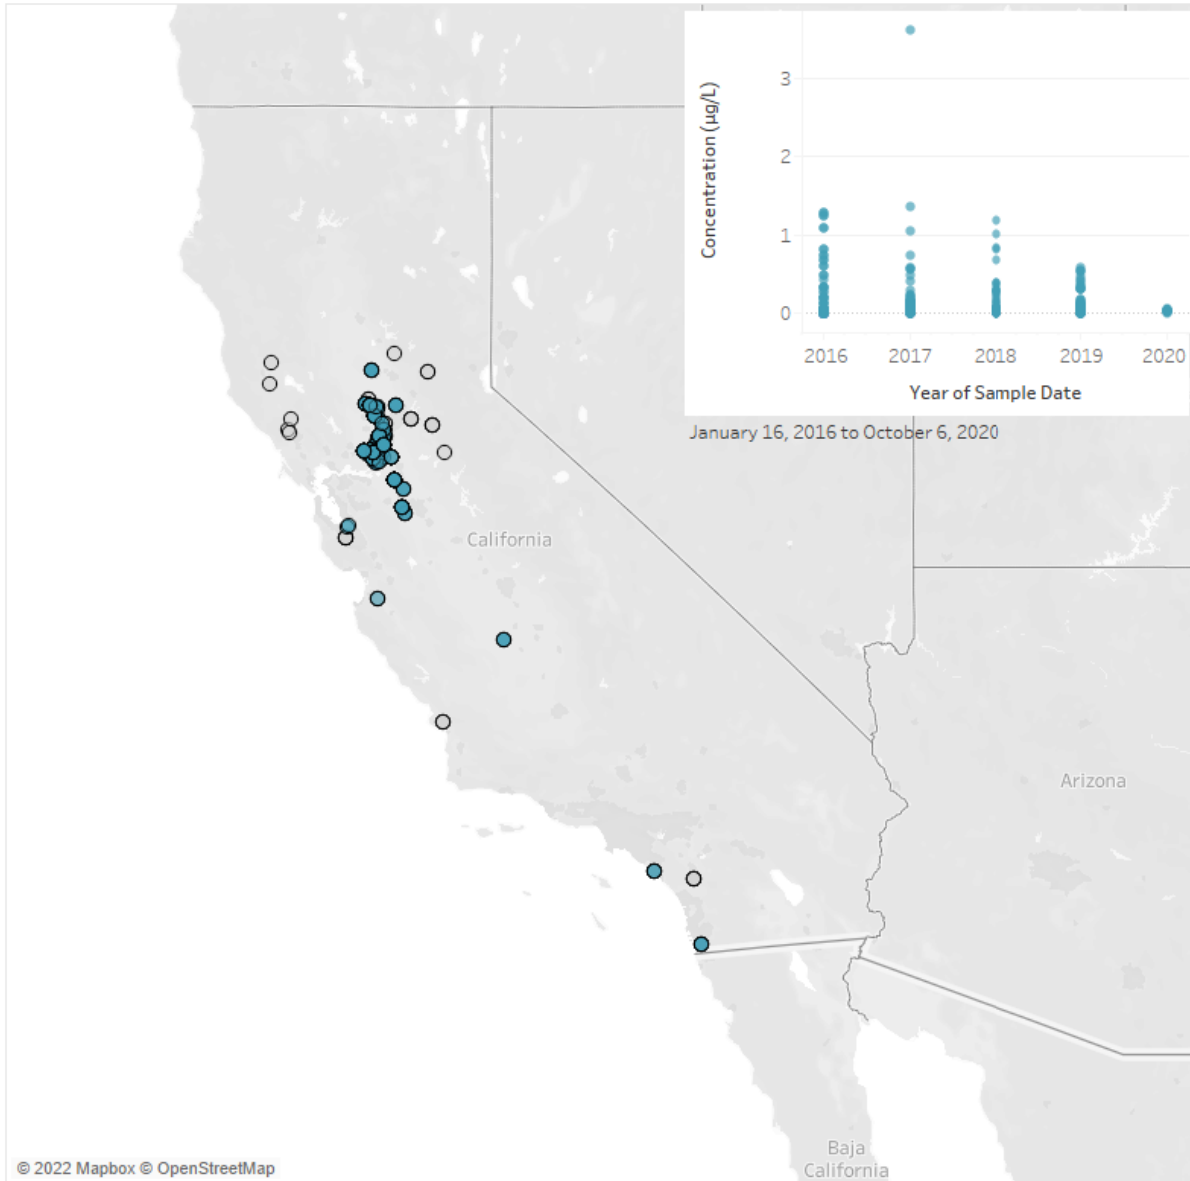 Concentration (µg/L)
3
2
1
0
2016 2017 2018 2019 2020
Year of Sample Date
January 16, 2016 to October 6, 2020
California
Arizona
Baja
California
© 2022 Mapbox © OpenStreetMap